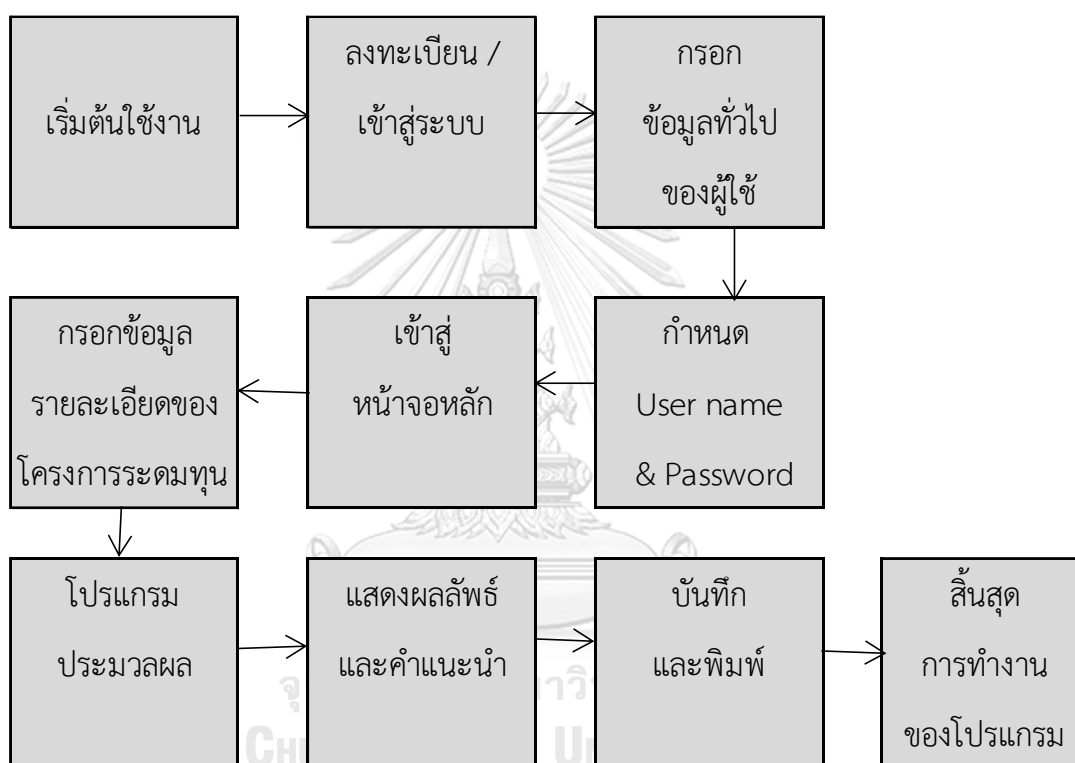 เริ่มต้นใช้งาน
ลงทะเบียน /
เข้าสู่ระบบ
กรอก
ข้อมูลทั่วไป
ของผู้ใช้
กำหนด
User name
& Password
เข้าสู่
หน้าจอหลัก
กรอกข้อมูล
รายละเอียดของ
โครงการระดมทุน
โปรแกรม
ประมวลผล
แสดงผลลัพธ์
และคำแนะนำ
บันทึก
และพิมพ์
สิ้นสุด
การทำงาน
ของโปรแกรม